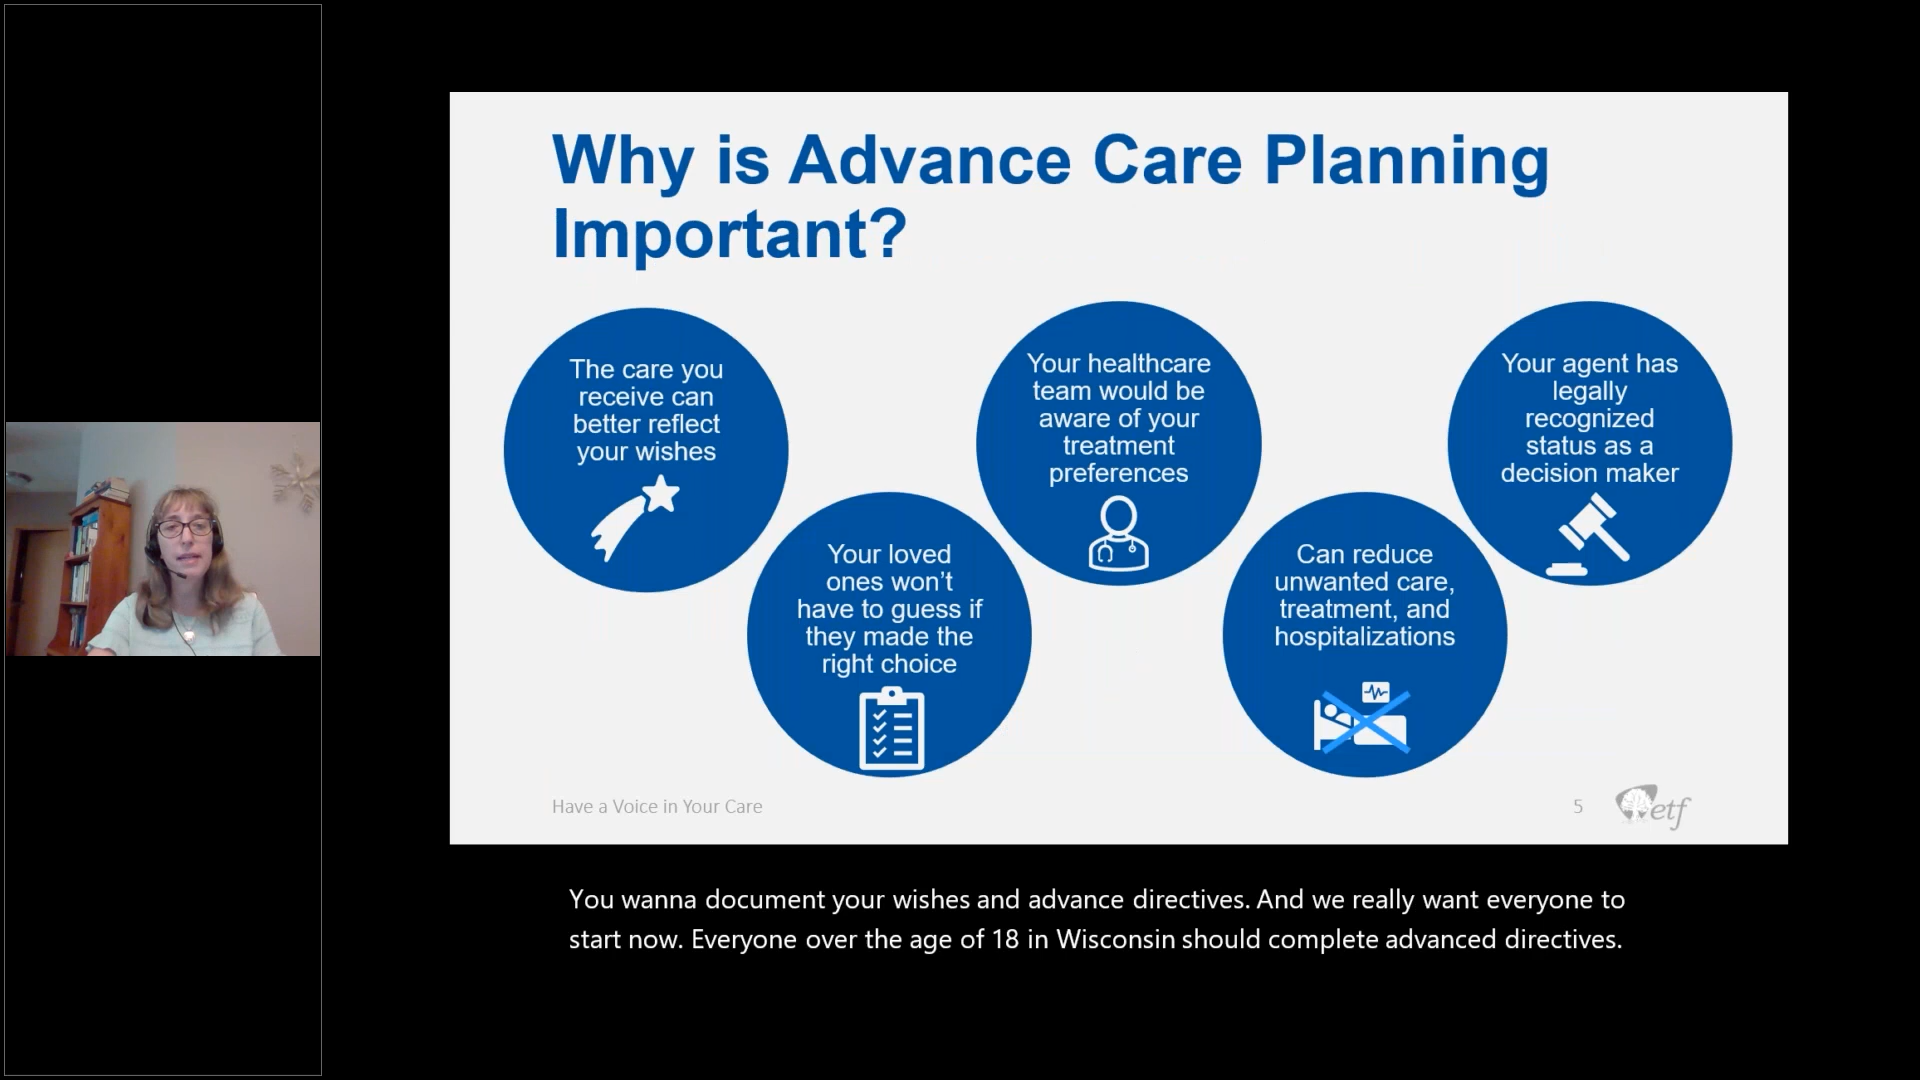 Why is Advance Care Planning
Important?
The care you
receive can
better reflect
your wishes
Your loved
ones won't
have to guess if
they made the
right choice
Your healthcare
team would be
aware of your
treatment
preferences
Can reduce
unwanted care,
treatment, and
hospitalizations
Your agent has
legally
recognized
status as a
decision maker
Have a Voice in Your Care
5
etf
You wanna document your wishes and advance directives. And we really want everyone to
start now. Everyone over the age of 18 in Wisconsin should complete advanced directives.